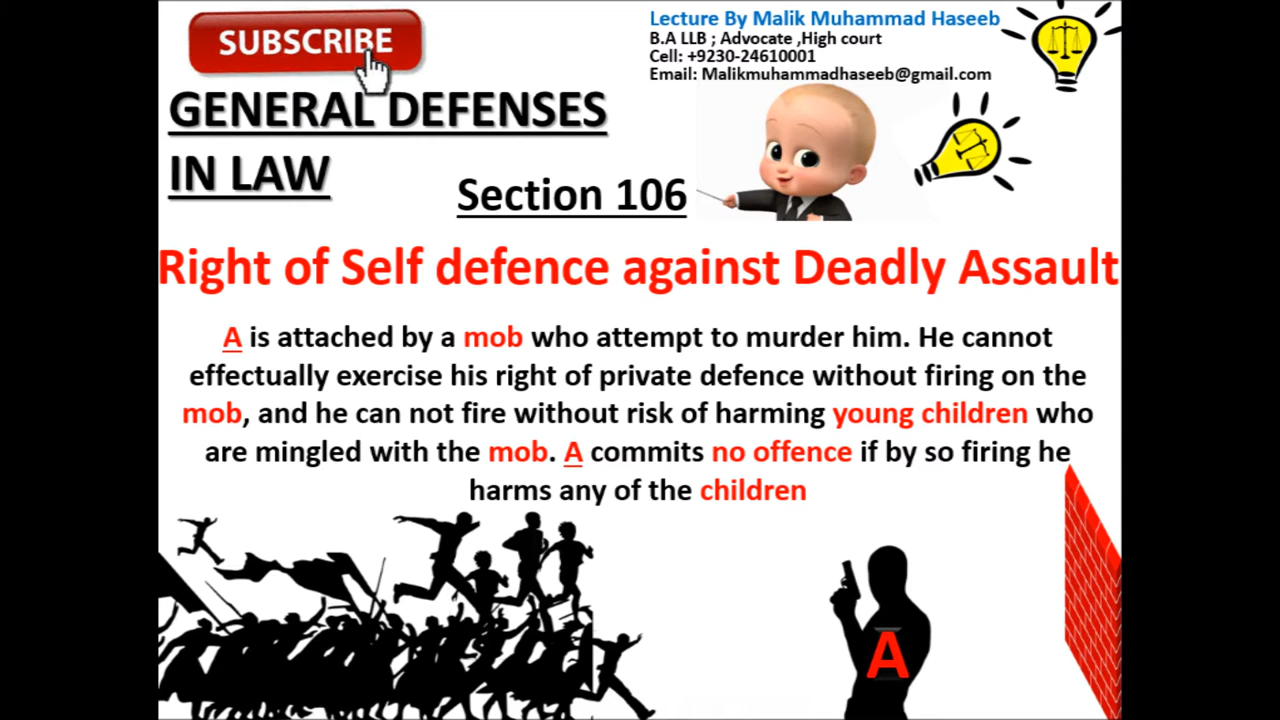 SUBSCRIBE
Lecture By Malik Muhammad Haseeb
B.A LLB ; Advocate ,High court
Cell: +9230-24610001
Email: Malikmuhammadhaseeb@gmail.com
GENERAL DEFENSES
IN LAW
Section 106
Right of Self defence against Deadly Assault
A is attached by a mob who attempt to murder him. He cannot
effectually exercise his right of private defence without firing on the
mob, and he can not fire without risk of harming young children who
are mingled with the mob. A commits no offence if by so firing he
harms any of the children
A